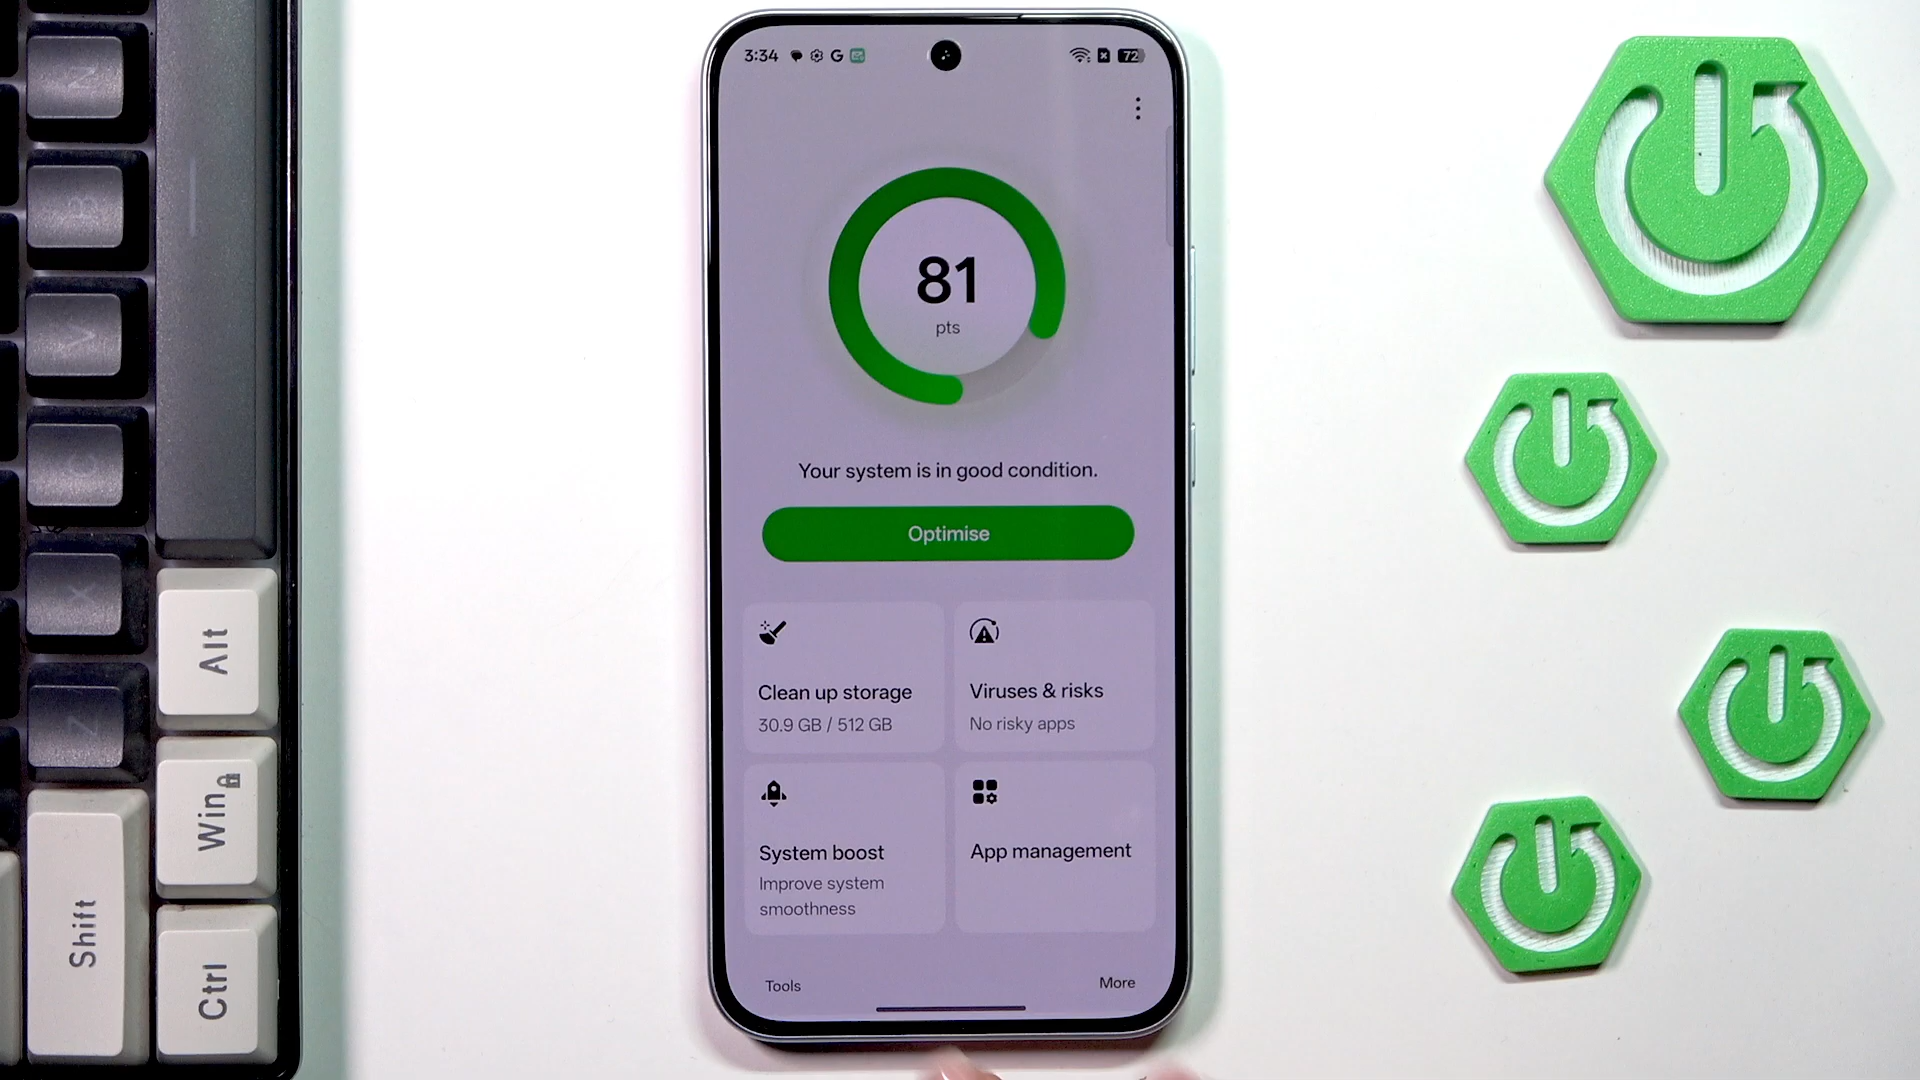 3:34
G
72
81
pts
Your system is in good condition.
Optimise
Clean up storage
30.9 GB / 512 GB
Viruses & risks
No risky apps
System boost
Improve system
smoothness
App management
Tools
More
N
B
V
C
X
Z
Alt
Win
Shift
Ctrl